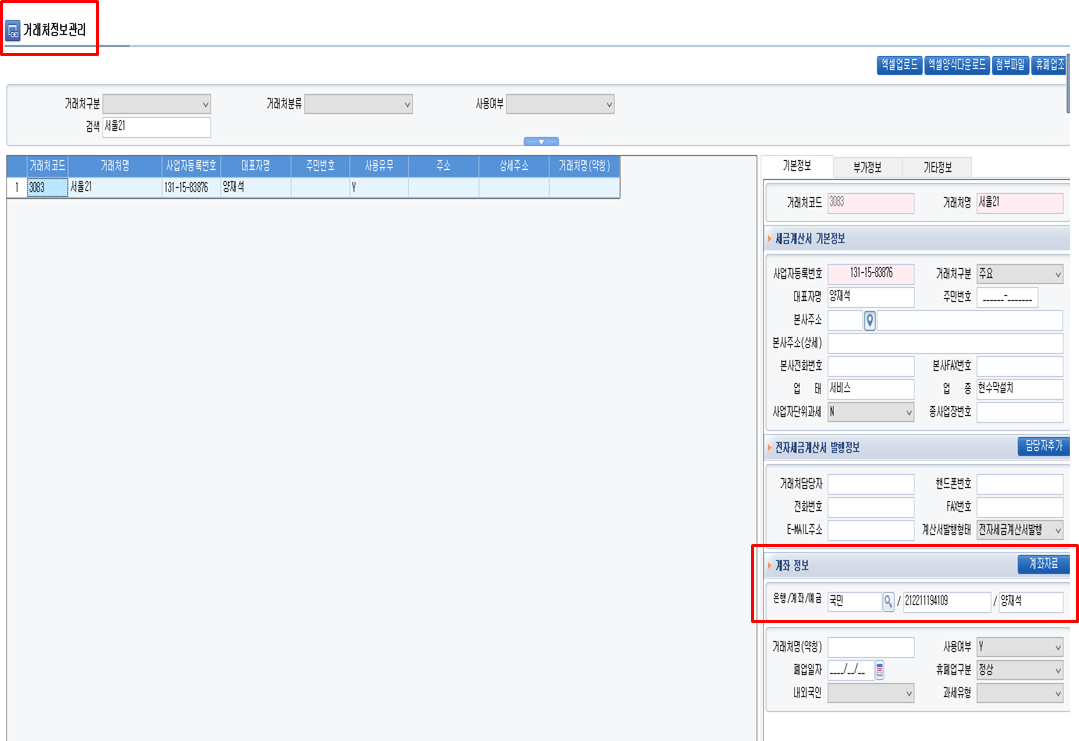 거래처정보관리
엑셀업로드 엑셀양식다운로드 첨부파일 휴폐업조
거래처구분 거래처분류 사용여부
검색 서울21
거래처코드 거래처명 사업자등록번호 대표자명 주민번호 사용유무 주소 상세주소 거래처명(약칭)
1 3083 서울21 131-15-83876 양재석 Y
기본정보 부가정보 기타정보
거래처코드 3083 거래처명 서울21
세금계산서 기본정보
사업자등록번호 131-15-83876 거래처구분 주요
대표자명 양재석 주민번호 ______-_______
본사주소
본사주소(상세)
본사전화번호 본사FAX번호
업 태 서비스 업 종 현수막설치
사업자단위과세 N 종사업장번호
전자세금계산서 발행정보 담당자추가
거래처담당자 핸드폰번호
전화번호 FAX번호
E-MAIL주소 계산서발행형태 전자세금계산서발행
계좌 정보 계좌자료
은행/계좌/예금 국민 / 212211194109 / 양재석
거래처명(약칭) 사용여부 Y
폐업일자 ____/__/__ 휴폐업구분 정상
내외국인 과세유형